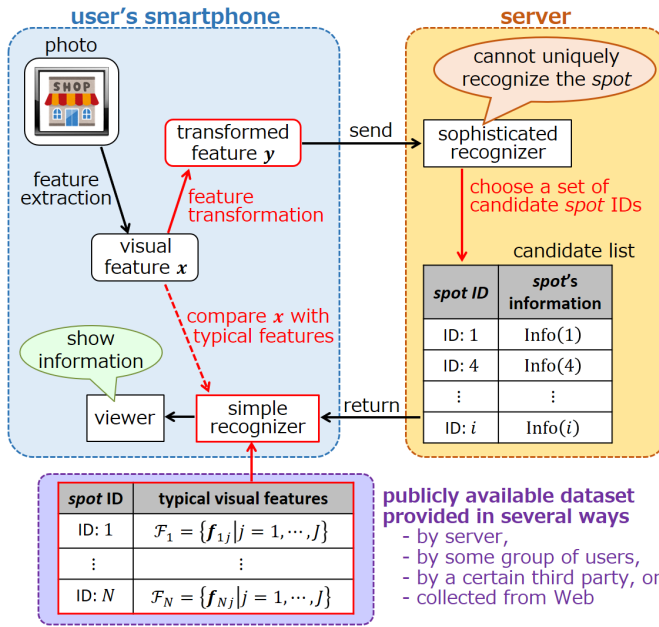 user's smartphone
server
photo
SHOP
cannot uniquely
recognize the spot
transformed
feature y
send
sophisticated
recognizer
feature
extraction
feature
transformation
choose a set of
candidate spot IDs
visual
feature x
candidate list
spot ID
spot's
information
compare x with
typical features
ID: 1
Info(1)
show
information
ID: 4
Info(4)
⋮
⋮
viewer
simple
recognizer
return
ID: i
Info(i)
spot ID
typical visual features
ID: 1
ℱ₁ = {f₁ⱼ|j = 1, ⋯, J}
⋮
⋮
ID: N
ℱ_N = {f_Nj|j = 1, ⋯, J}
publicly available dataset
provided in several ways
- by server,
- by some group of users,
- by a certain third party, or
- collected from Web